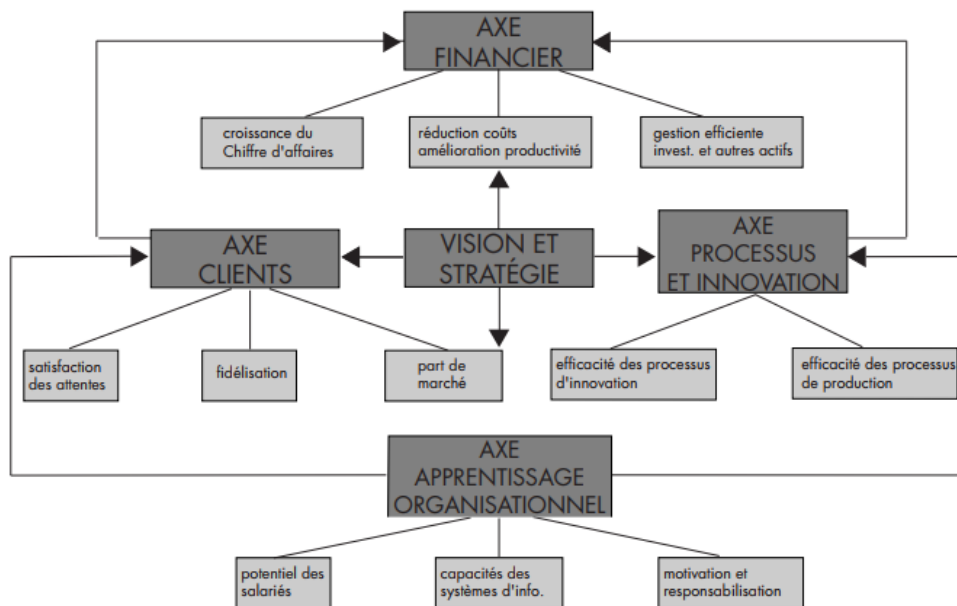 AXE
FINANCIER
croissance du
Chiffre d'affaires
réduction coûts
amélioration productivité
gestion efficiente
invest. et autres actifs
AXE
CLIENTS
VISION ET
STRATÉGIE
AXE
PROCESSUS
ET INNOVATION
satisfaction
des attentes
fidélisation
part de
marché
efficacité des processus
d'innovation
efficacité des processus
de production
AXE
APPRENTISSAGE
ORGANISATIONNEL
potentiel des
salariés
capacités des
systèmes d'info.
motivation et
responsabilisation